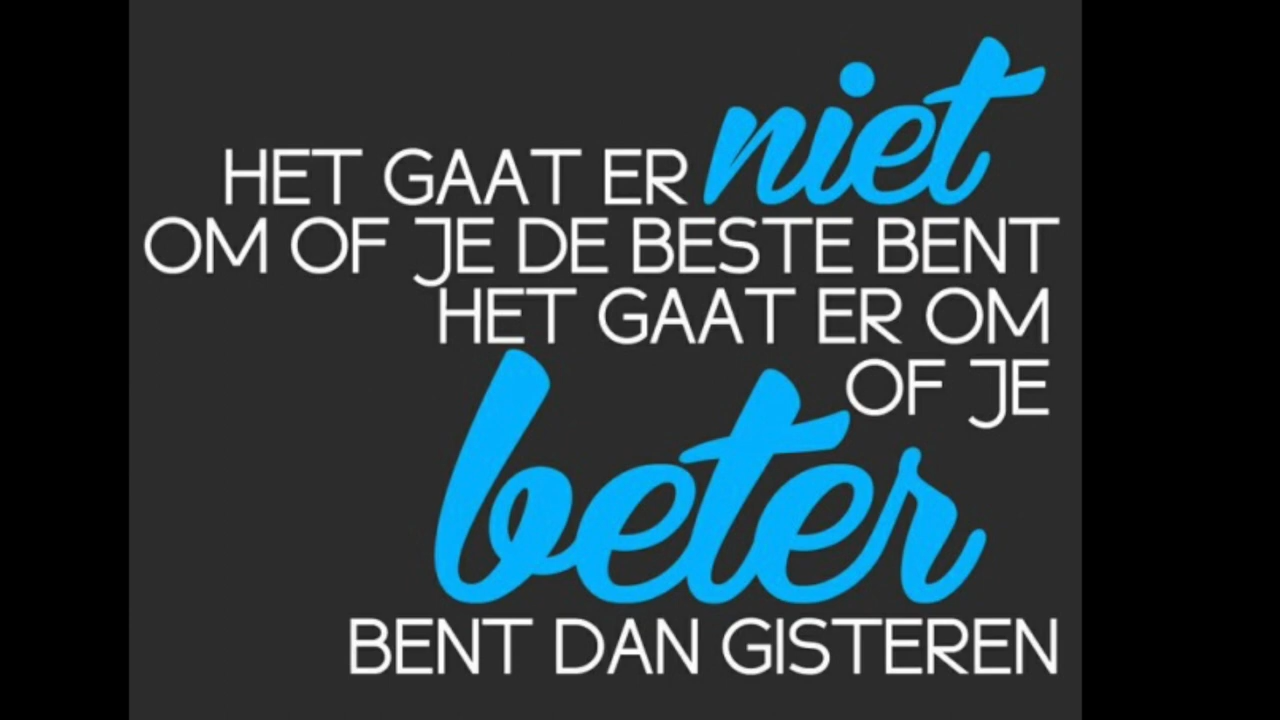 HET GAAT ER niet
OM OF JE DE BESTE BENT
HET GAAT ER OM
OF JE
beter
BENT DAN GISTEREN